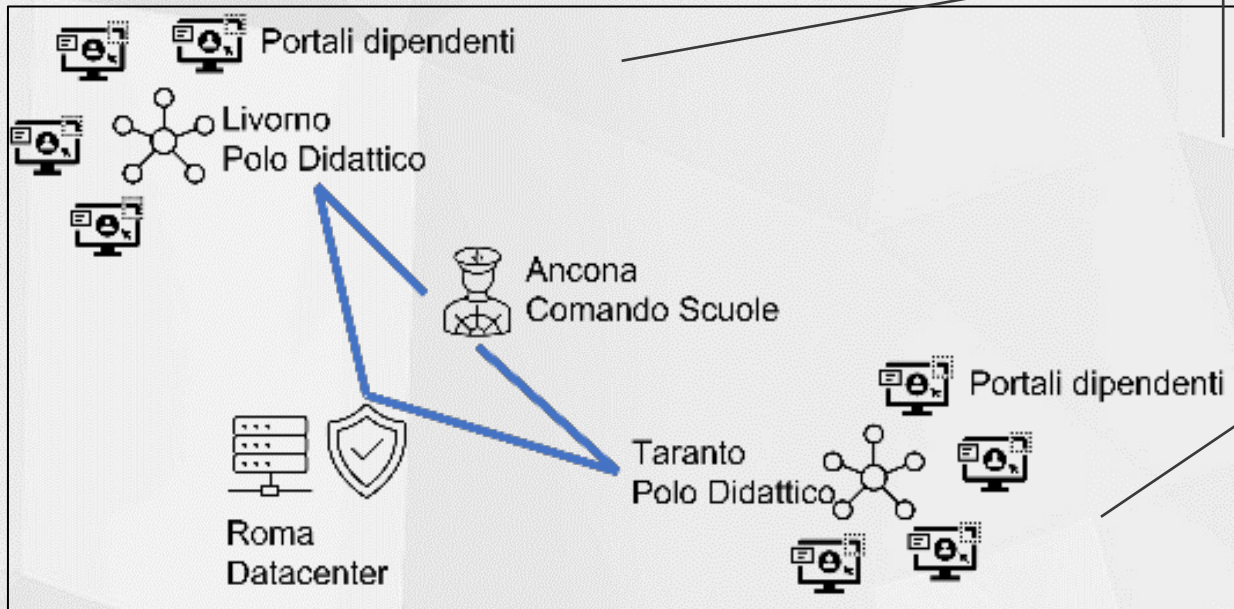 Portali dipendenti
Livorno
Polo Didattico
Ancona
Comando Scuole
Portali dipendenti
Taranto
Polo Didattico
Roma
Datacenter